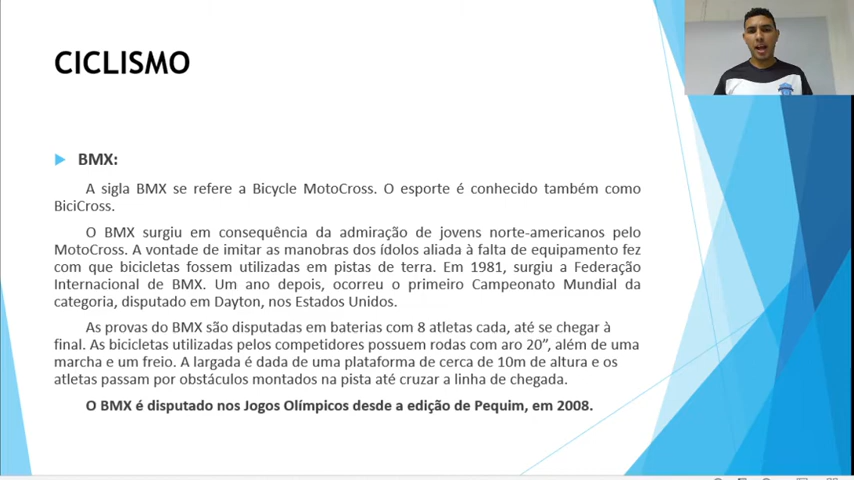 CICLISMO
BMX:
A sigla BMX se refere a Bicycle MotoCross. O esporte é conhecido também como
BiciCross.
O BMX surgiu em consequência da admiração de jovens norte-americanos pelo
MotoCross. A vontade de imitar as manobras dos ídolos aliada à falta de equipamento fez
com que bicicletas fossem utilizadas em pistas de terra. Em 1981, surgiu a Federação
Internacional de BMX. Um ano depois, ocorreu o primeiro Campeonato Mundial da
categoria, disputado em Dayton, nos Estados Unidos.
As provas do BMX são disputadas em baterias com 8 atletas cada, até se chegar à
final. As bicicletas utilizadas pelos competidores possuem rodas com aro 20”, além de uma
marcha e um freio. A largada é dada de uma plataforma de cerca de 10m de altura e os
atletas passam por obstáculos montados na pista até cruzar a linha de chegada.
O BMX é disputado nos Jogos Olímpicos desde a edição de Pequim, em 2008.